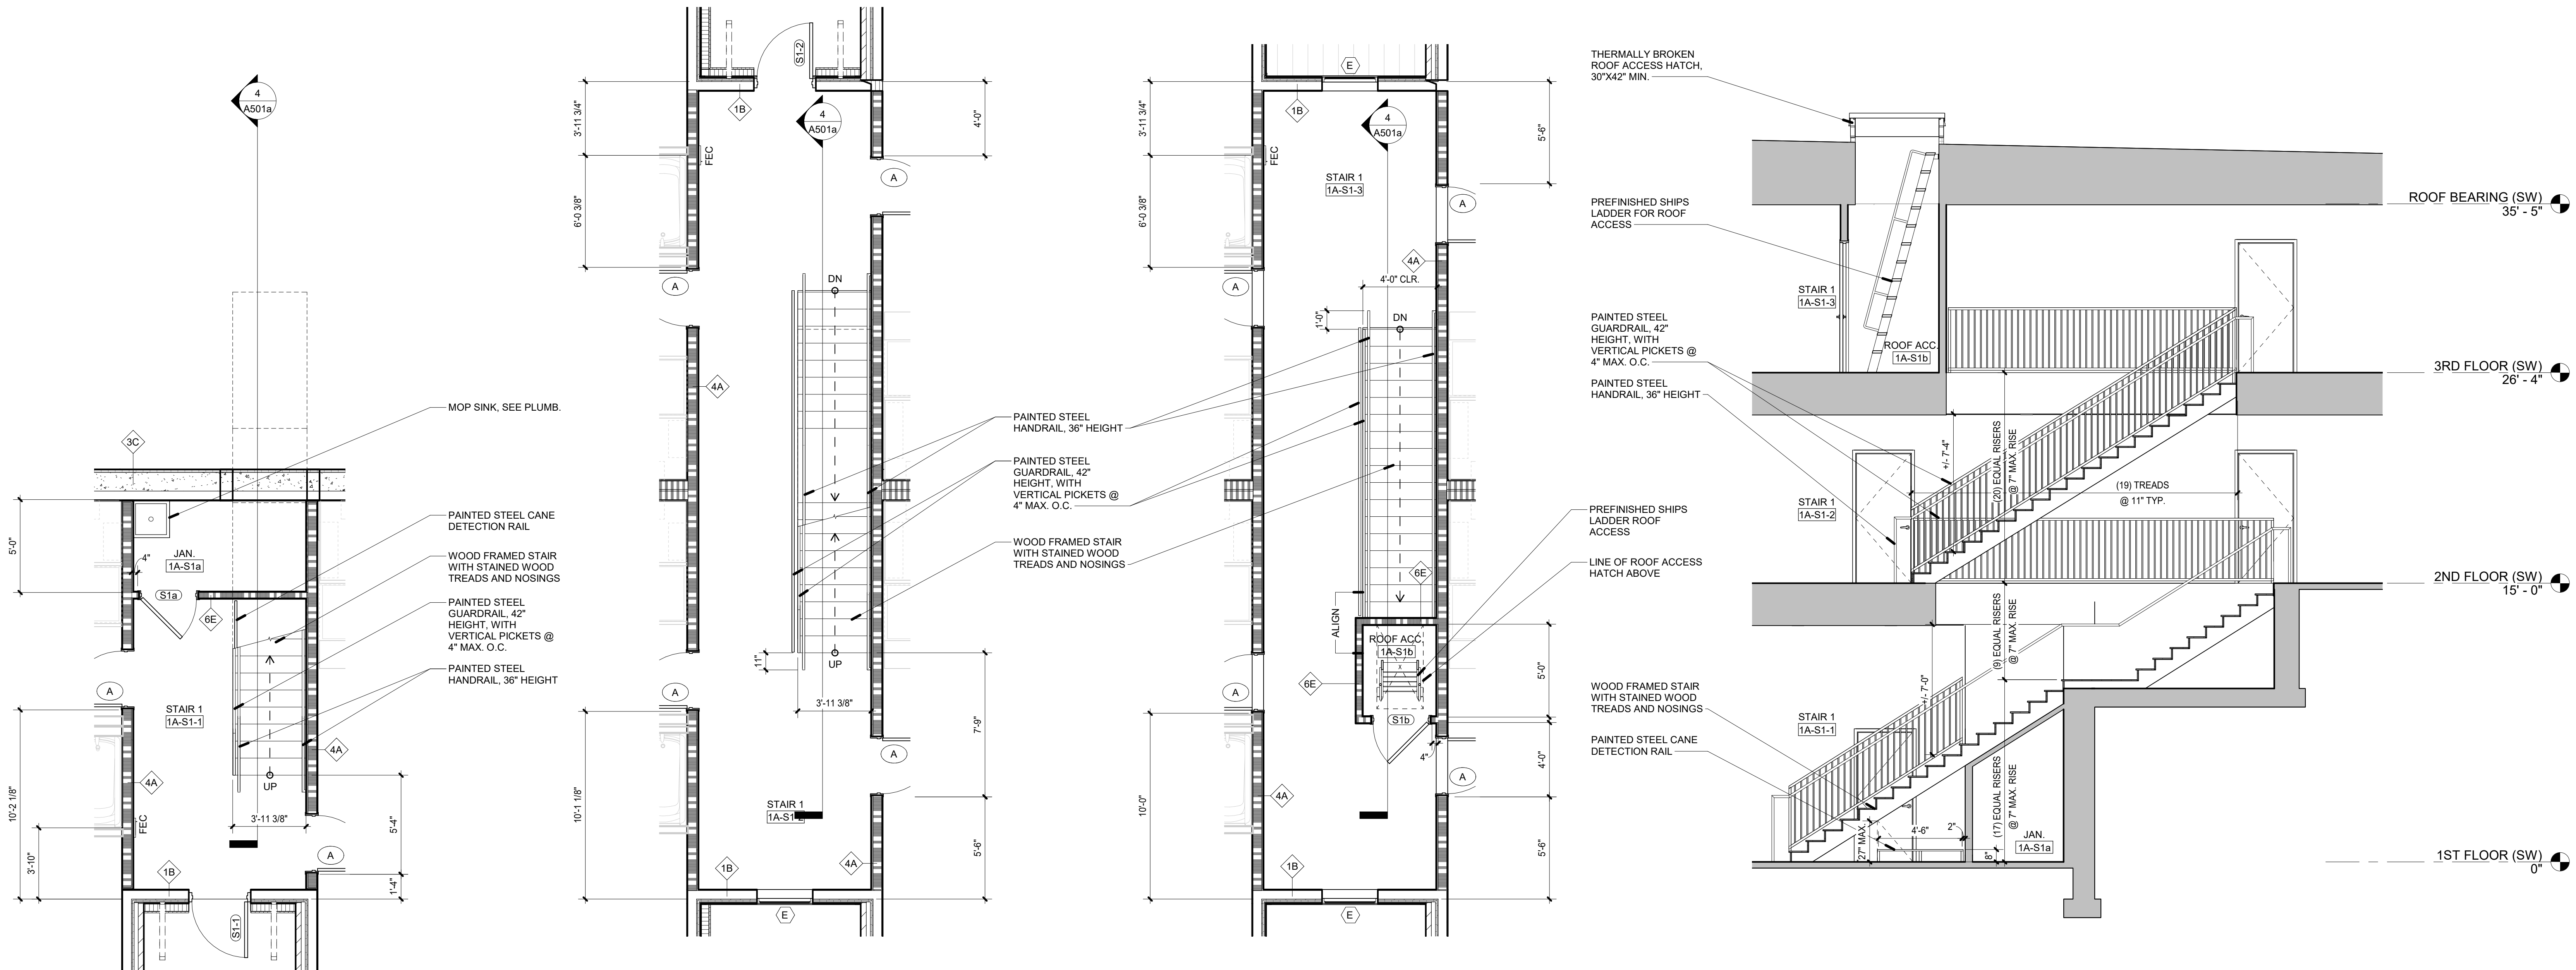 4
A501a
3C
MOP SINK, SEE PLUMB.
5'-0"
JAN.
1A-S1a
4"
S1a
6E
PAINTED STEEL CANE
DETECTION RAIL
WOOD FRAMED STAIR
WITH STAINED WOOD
TREADS AND NOSINGS
PAINTED STEEL
GUARDRAIL, 42"
HEIGHT, WITH
VERTICAL PICKETS @
4" MAX. O.C.
PAINTED STEEL
HANDRAIL, 36" HEIGHT
A
STAIR 1
1A-S1-1
4A
4A
UP
3'-11 3/8"
10'-2 1/8"
3'-10"
FEC
5'-4"
1'-4"
A
1B
S1-1
S1-2
1B
4
A501a
3'-11 3/4"
4'-0"
FEC
6'-0 3/8"
A
A
DN
4A
PAINTED STEEL
HANDRAIL, 36" HEIGHT
PAINTED STEEL
GUARDRAIL, 42"
HEIGHT, WITH
VERTICAL PICKETS @
4" MAX. O.C.
WOOD FRAMED STAIR
WITH STAINED WOOD
TREADS AND NOSINGS
11"
UP
3'-11 3/8"
A
7'-9"
A
10'-1 1/8"
STAIR 1
1A-S1-2
5'-6"
1B
4A
E
E
1B
4
A501a
3'-11 3/4"
5'-6"
FEC
STAIR 1
1A-S1-3
6'-0 3/8"
A
4A
4'-0" CLR.
A
1'-0"
DN
6E
ALIGN
ROOF ACC.
1A-S1b
6E
5'-0"
A
S1b
4"
4'-0"
A
10'-0"
4A
5'-6"
1B
E
PREFINISHED SHIPS
LADDER ROOF
ACCESS
LINE OF ROOF ACCESS
HATCH ABOVE
THERMALLY BROKEN
ROOF ACCESS HATCH,
30"X42" MIN.
PREFINISHED SHIPS
LADDER FOR ROOF
ACCESS
STAIR 1
1A-S1-3
PAINTED STEEL
GUARDRAIL, 42"
HEIGHT, WITH
VERTICAL PICKETS @
4" MAX. O.C.
PAINTED STEEL
HANDRAIL, 36" HEIGHT
ROOF ACC.
1A-S1b
ROOF BEARING (SW)
35' - 5"
3RD FLOOR (SW)
26' - 4"
+/- 7'-4"
(20) EQUAL RISERS
@ 7" MAX. RISE
(19) TREADS
@ 11" TYP.
STAIR 1
1A-S1-2
2ND FLOOR (SW)
15' - 0"
(9) EQUAL RISERS
@ 7" MAX. RISE
+/- 7'-0"
WOOD FRAMED STAIR
WITH STAINED WOOD
TREADS AND NOSINGS
STAIR 1
1A-S1-1
PAINTED STEEL CANE
DETECTION RAIL
(17) EQUAL RISERS
@ 7" MAX. RISE
27" MAX.
4'-6"
2"
8"
JAN.
1A-S1a
1ST FLOOR (SW)
0"